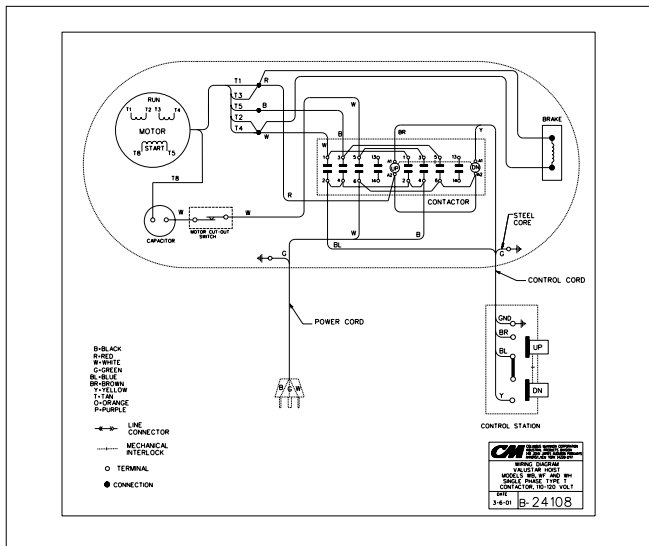 RUN
T1 T2 T3 T4
MOTOR
START
T8 T5
T8
T1 R
T3
T5 B
T2
T4 W
W
W
B
BR
Y
BRAKE
1 3 5 13 1 3 5 13
A1 A1
UP DN
A2 A2
2 4 6 14 2 4 6 14
CONTACTOR
R
W
W
CAPACITOR
MOTOR CUT-OUT
SWITCH
W
B
BL
G
G
STEEL
CORE
CONTROL CORD
POWER CORD
B G W
GND
BR
BL
Y
UP
DN
CONTROL STATION
B=BLACK
R=RED
W=WHITE
G=GREEN
BL=BLUE
BR=BROWN
Y=YELLOW
T=TAN
O=ORANGE
P=PURPLE
LINE
CONNECTOR
MECHANICAL
INTERLOCK
TERMINAL
CONNECTION
CM
COLUMBUS MCKINNON CORPORATION
WIRING DIAGRAM
VALUSTAR HOIST
MODELS WB, WF AND WH
SINGLE PHASE TYPE T
CONTACTOR, 110-120 VOLT
DATE
3-6-01
B-24108